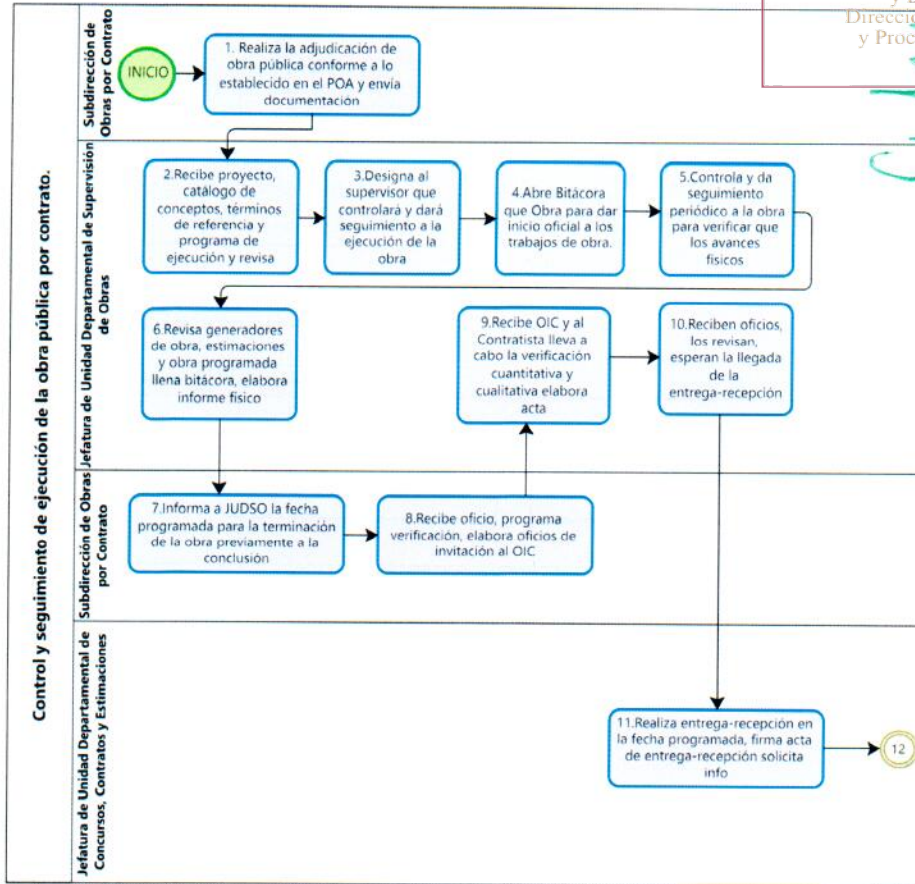 Dirección
y Proc
Control y seguimiento de ejecución de la obra pública por contrato.
Subdirección de
Obras por Contrato
INICIO
1. Realiza la adjudicación de
obra pública conforme a lo
establecido en el POA y envía
documentación
Jefatura de Unidad Departamental de Supervisión
de Obras
2.Recibe proyecto,
catálogo de
conceptos, términos
de referencia y
programa de
ejecución y revisa
3.Designa al
supervisor que
controlará y dará
seguimiento a la
ejecución de la
obra
4.Abre Bitácora
que Obra para dar
inicio oficial a los
trabajos de obra.
5.Controla y da
seguimiento
periódico a la obra
para verificar que
los avances
físicos
6.Revisa generadores
de obra, estimaciones
y obra programada
llena bitácora, elabora
informe físico
9.Recibe OIC y al
Contratista lleva a
cabo la verificación
cuantitativa y
cualitativa elabora
acta
10.Reciben oficios,
los revisan,
esperan la llegada
de la
entrega-recepción
Subdirección de Obras
por Contrato
7.Informa a JUDSO la fecha
programada para la terminación
de la obra previamente a la
conclusión
8.Recibe oficio, programa
verificación, elabora oficios de
invitación al OIC
Jefatura de Unidad Departamental de
Concursos, Contratos y Estimaciones
11.Realiza entrega-recepción en
la fecha programada, firma acta
de entrega-recepción solicita
info
12